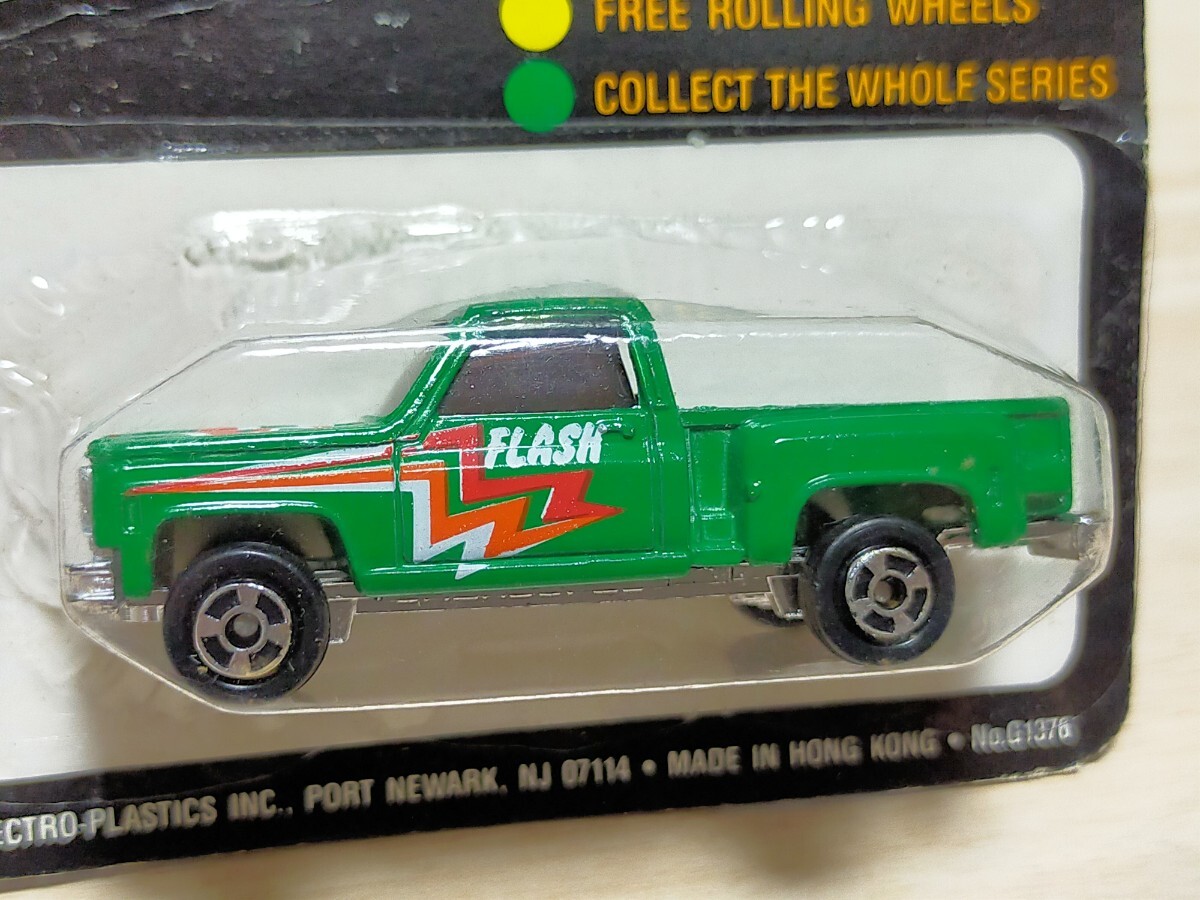 FREE ROLLING WHEELS
COLLECT THE WHOLE SERIES
FLASH
ECTRO-PLASTICS INC., PORT NEWARK, NJ 07114 • MADE IN HONG KONG • No.G1376